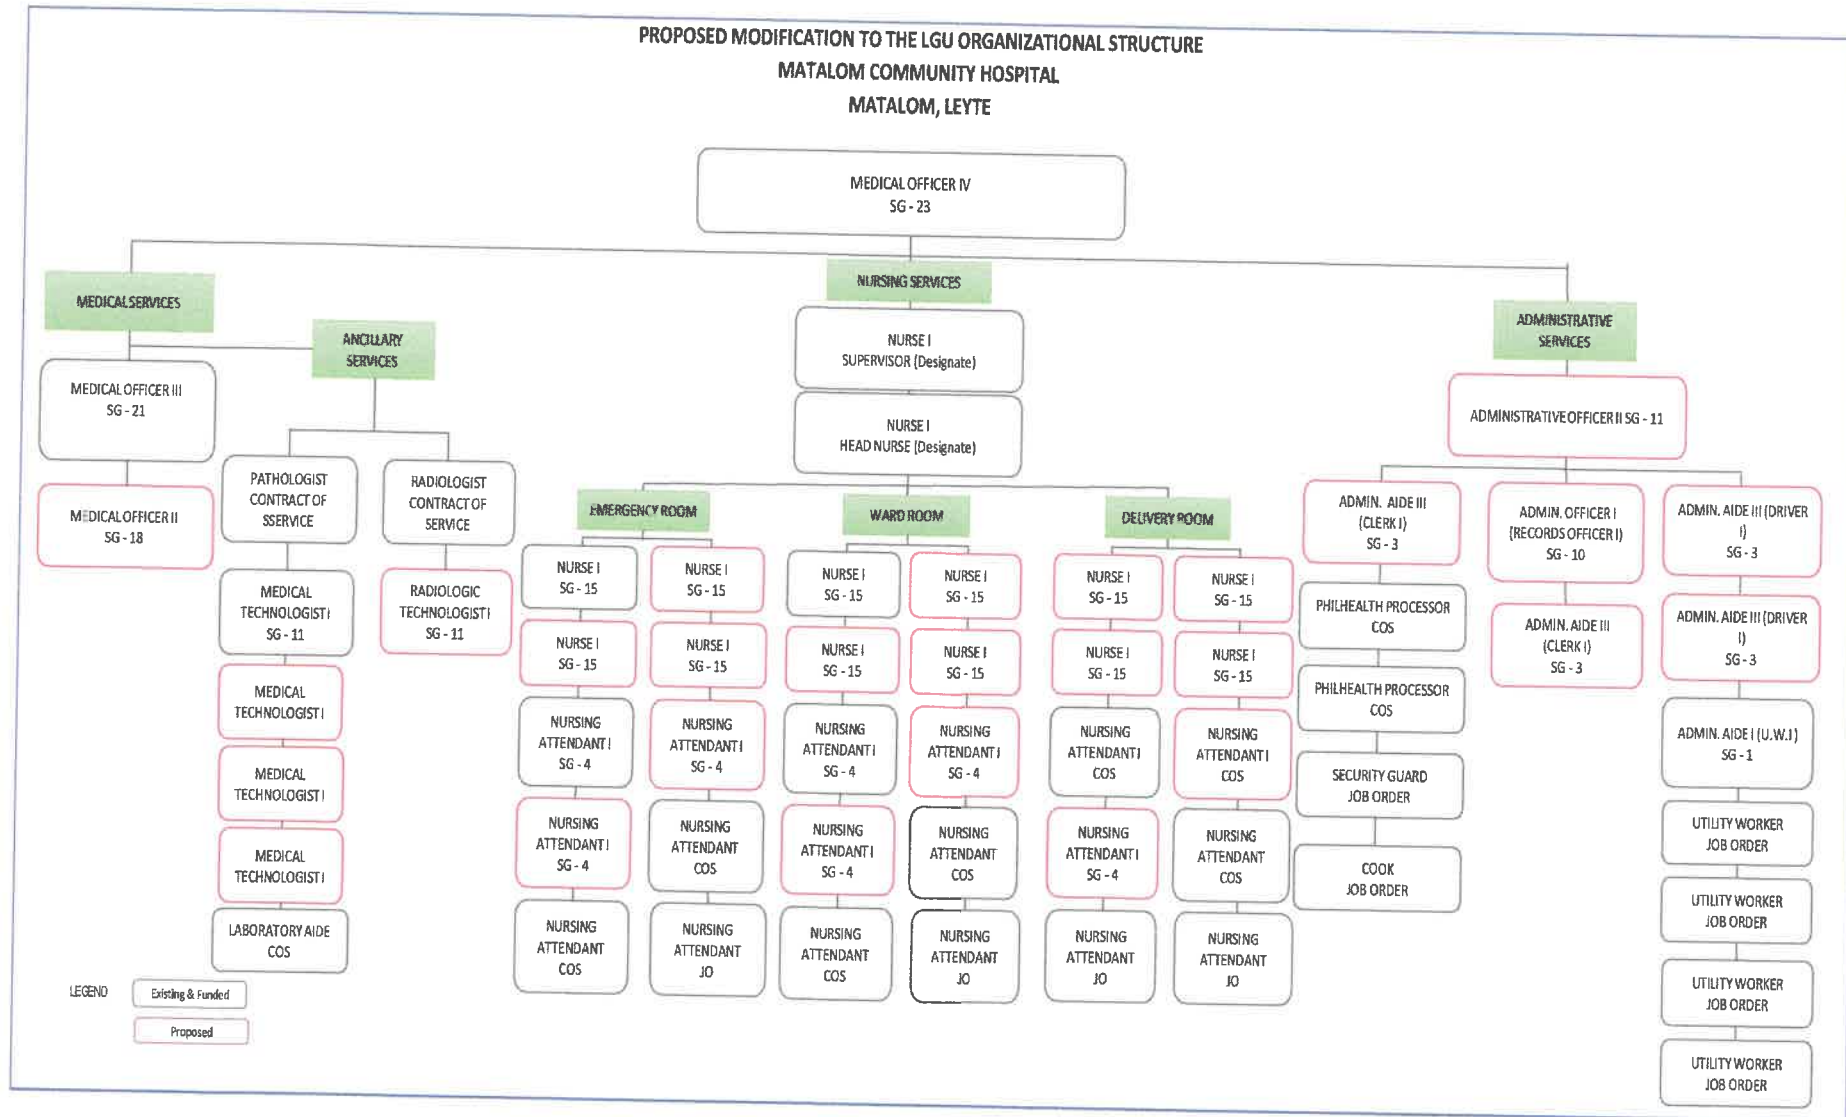 PROPOSED MODIFICATION TO THE LGU ORGANIZATIONAL STRUCTURE
MATALOM COMMUNITY HOSPITAL
MATALOM, LEYTE
MEDICAL OFFICER IV
SG - 23
MEDICAL SERVICES
MEDICAL OFFICER III
SG - 21
MEDICAL OFFICER II
SG - 18
ANCILLARY
SERVICES
PATHOLOGIST
CONTRACT OF
SSERVICE
MEDICAL
TECHNOLOGIST I
SG - 11
MEDICAL
TECHNOLOGIST I
MEDICAL
TECHNOLOGIST I
MEDICAL
TECHNOLOGIST I
LABORATORY AIDE
COS
RADIOLOGIST
CONTRACT OF
SERVICE
RADIOLOGIC
TECHNOLOGIST I
SG - 11
NURSING SERVICES
NURSE I
SUPERVISOR (Designate)
NURSE I
HEAD NURSE (Designate)
EMERGENCY ROOM
NURSE I
SG - 15
NURSE I
SG - 15
NURSING
ATTENDANT I
SG - 4
NURSING
ATTENDANT I
SG - 4
NURSING
ATTENDANT
COS
NURSE I
SG - 15
NURSE I
SG - 15
NURSING
ATTENDANT I
SG - 4
NURSING
ATTENDANT
COS
NURSING
ATTENDANT
JO
WARD ROOM
NURSE I
SG - 15
NURSE I
SG - 15
NURSING
ATTENDANT I
SG - 4
NURSING
ATTENDANT I
SG - 4
NURSING
ATTENDANT
COS
NURSE I
SG - 15
NURSE I
SG - 15
NURSING
ATTENDANT I
SG - 4
NURSING
ATTENDANT
COS
NURSING
ATTENDANT
JO
DELIVERY ROOM
NURSE I
SG - 15
NURSE I
SG - 15
NURSING
ATTENDANT I
COS
NURSING
ATTENDANT I
SG - 4
NURSING
ATTENDANT
JO
NURSE I
SG - 15
NURSE I
SG - 15
NURSING
ATTENDANT I
COS
NURSING
ATTENDANT
COS
NURSING
ATTENDANT
JO
ADMINISTRATIVE
SERVICES
ADMINISTRATIVE OFFICER II SG - 11
ADMIN. AIDE III
(CLERK I)
SG - 3
PHILHEALTH PROCESSOR
COS
PHILHEALTH PROCESSOR
COS
SECURITY GUARD
JOB ORDER
COOK
JOB ORDER
ADMIN. OFFICER I
(RECORDS OFFICER I)
SG - 10
ADMIN. AIDE III
(CLERK I)
SG - 3
ADMIN. AIDE III (DRIVER
I)
SG - 3
ADMIN. AIDE III (DRIVER
I)
SG - 3
ADMIN. AIDE I (U.W.I)
SG - 1
UTILITY WORKER
JOB ORDER
UTILITY WORKER
JOB ORDER
UTILITY WORKER
JOB ORDER
UTILITY WORKER
JOB ORDER
LEGEND
Existing & Funded
Proposed